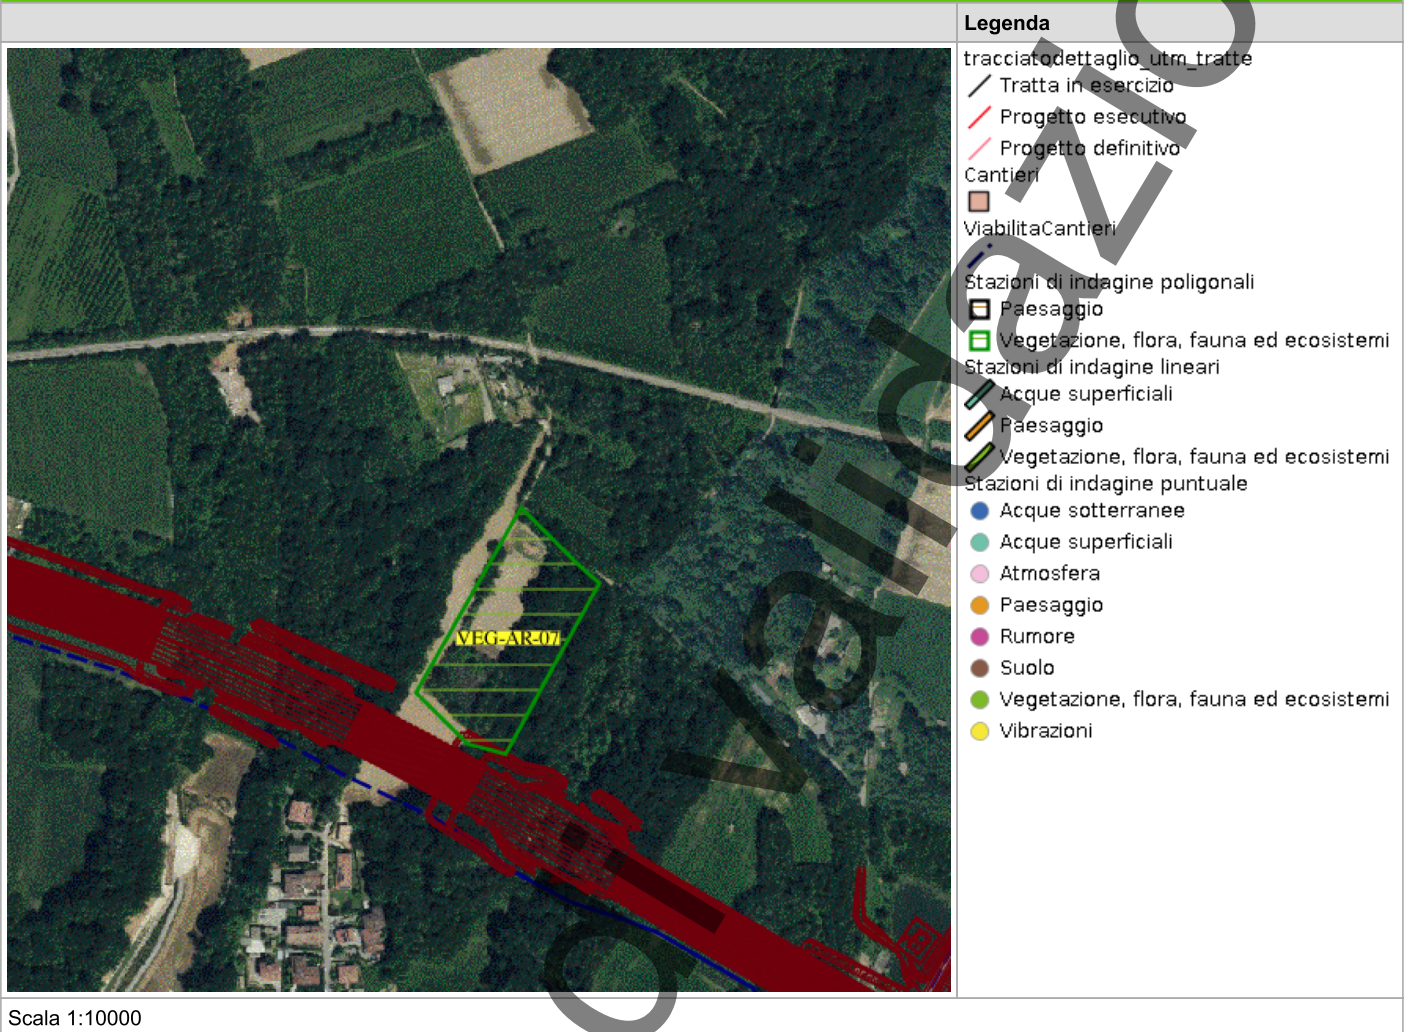 Legenda
tracciatodettaglio_utm_tratte
Tratta in esercizio
Progetto esecutivo
Progetto definitivo
Cantieri
ViabilitaCantieri
Stazioni di indagine poligonali
Paesaggio
Vegetazione, flora, fauna ed ecosistemi
Stazioni di indagine lineari
Acque superficiali
Paesaggio
Vegetazione, flora, fauna ed ecosistemi
Stazioni di indagine puntuale
Acque sotterranee
Acque superficiali
Atmosfera
Paesaggio
Rumore
Suolo
Vegetazione, flora, fauna ed ecosistemi
Vibrazioni
VEG-AR-07
Scala 1:10000